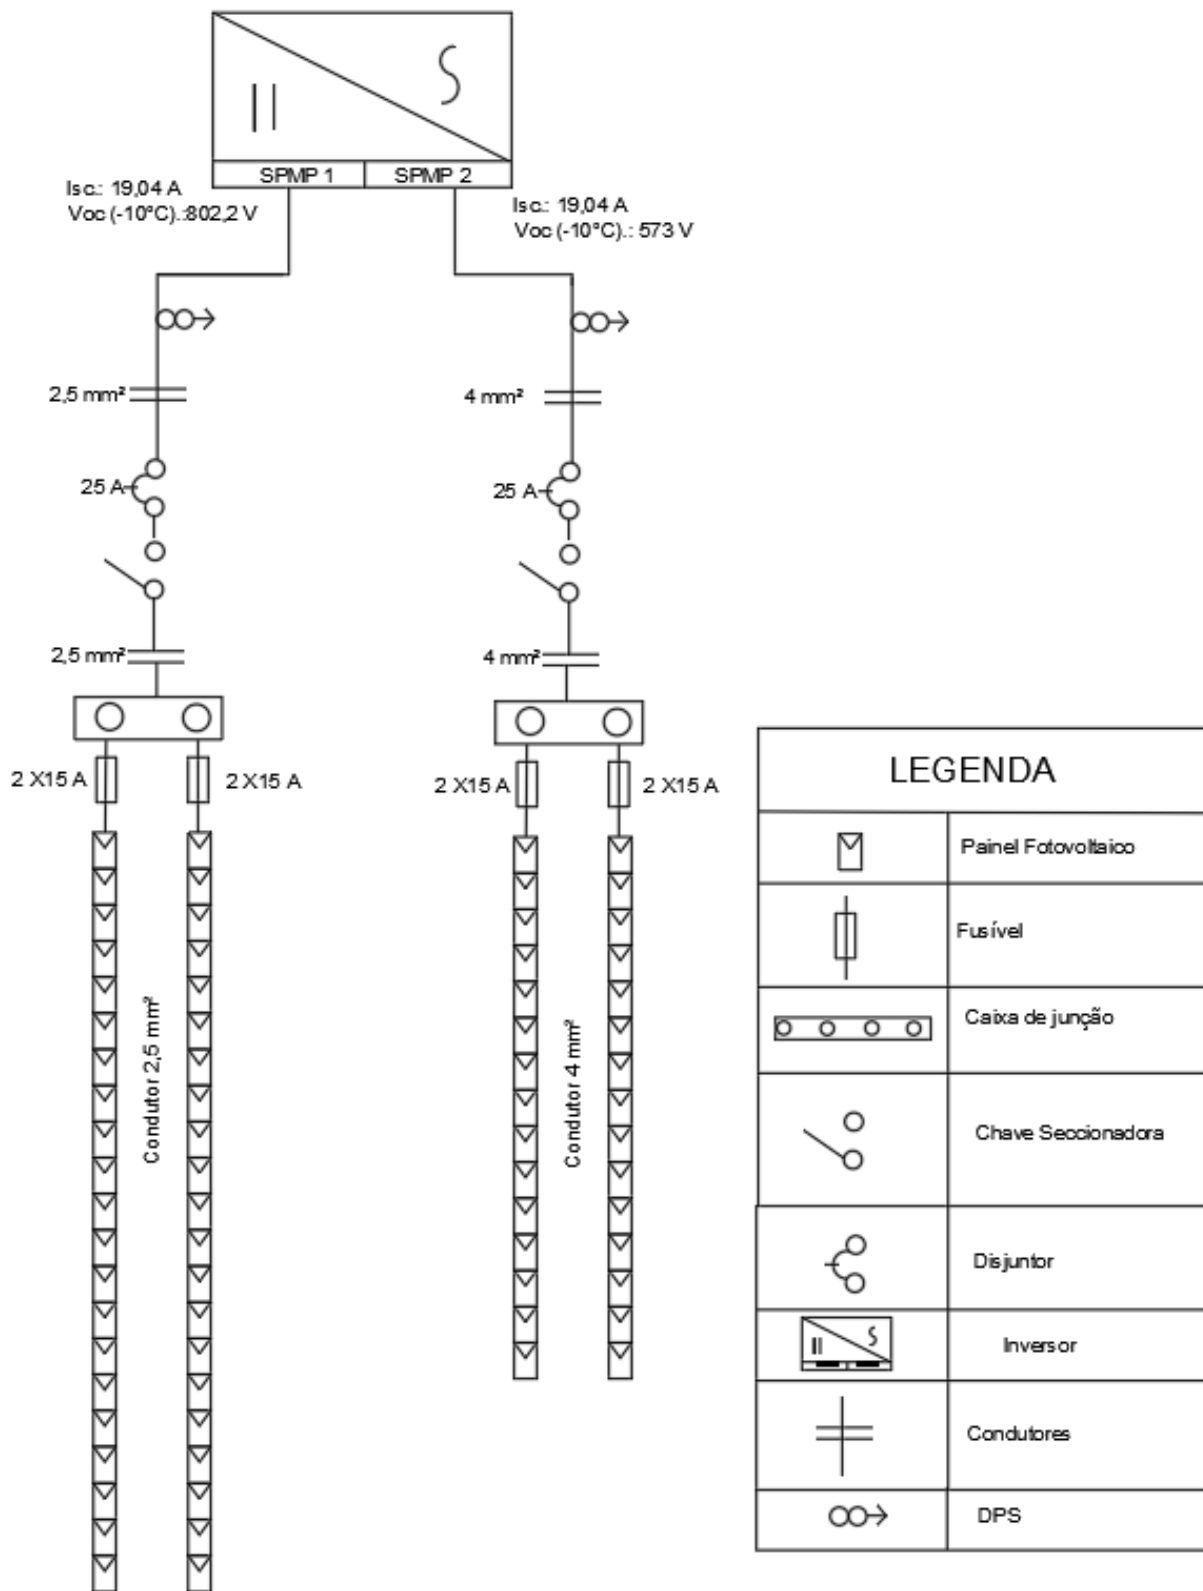 SPMP 1
SPMP 2
Isc.: 19,04 A
Voc (-10°C).:802,2 V
Isc.: 19,04 A
Voc (-10°C).: 573 V
2,5 mm²
4 mm²
25 A
25 A
2,5 mm²
4 mm²
2 X15 A
2 X15 A
2 X15 A
2 X15 A
Condutor 2,5 mm²
Condutor 4 mm²
LEGENDA
Painel Fotovoltaico
Fusível
Caixa de junção
Chave Seccionadora
Disjuntor
Inversor
Condutores
DPS